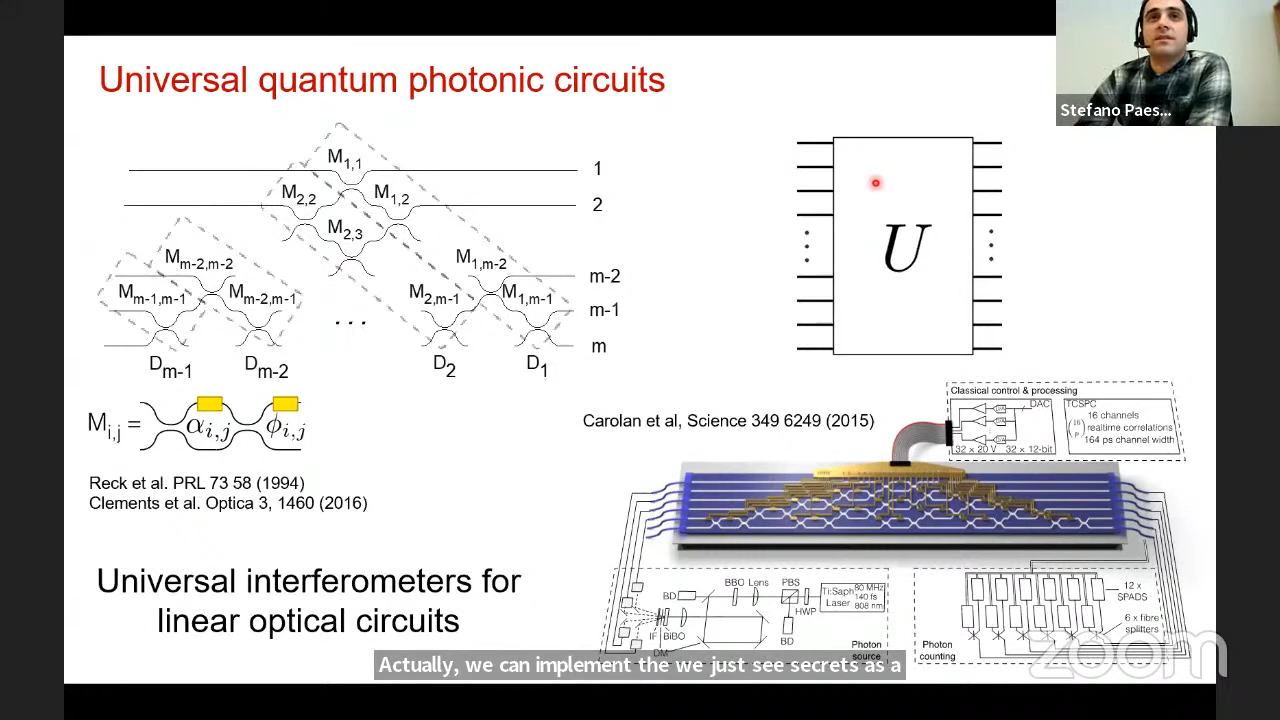 Universal quantum photonic circuits
Stefano Paes...
M1,1
1
M2,2
M1,2
2
M2,3
Mm-2,m-2
M1,m-2
m-2
Mm-1,m-1
Mm-2,m-1
M2,m-1
M1,m-1
m-1
. . .
m
Dm-1
Dm-2
D2
D1
U
Mi,j =
αi,j
ϕi,j
Reck et al. PRL 73 58 (1994)
Clements et al. Optica 3, 1460 (2016)
Universal interferometers for
linear optical circuits
Carolan et al, Science 349 6249 (2015)
Classical control & processing
DAC
32 x 20 V
32 x 12-bit
TCSPC
16 channels
realtime correlations
164 ps channel width
BBO
Lens
PBS
BD
Ti:Saph
Laser
80 MHz
140 fs
808 nm
HWP
BD
IF
BiBO
DM
Photon
source
12 x
SPADS
6 x fibre
splitters
Photon
counting
zoom
Actually, we can implement the we just see secrets as a